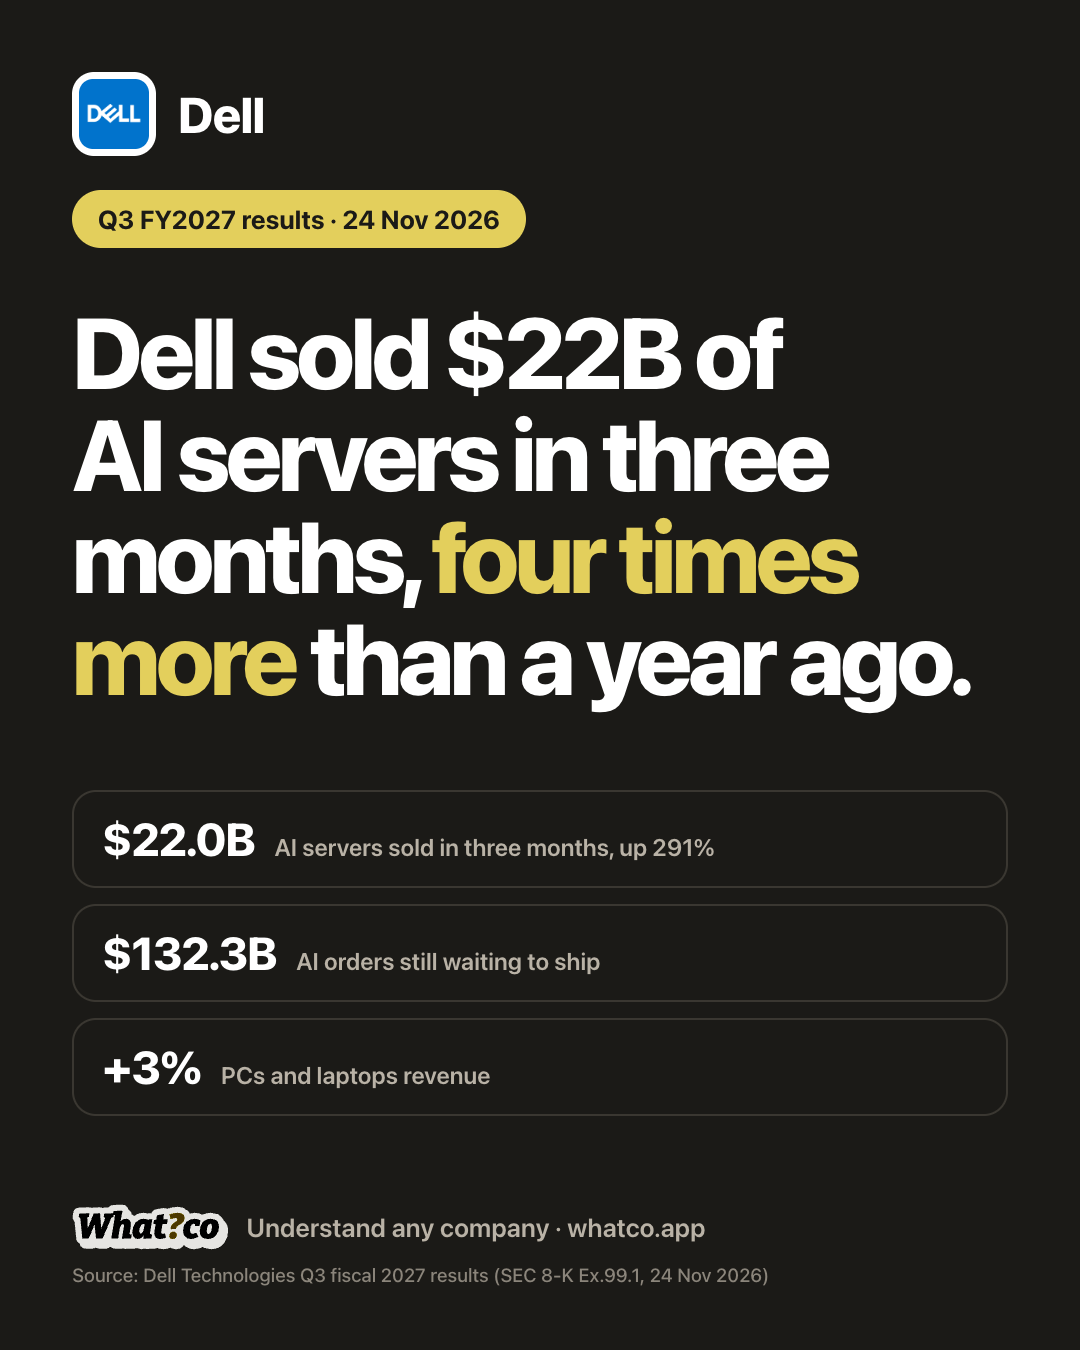 DELL
Dell
Q3 FY2027 results · 24 Nov 2026
Dell sold $22B of
AI servers in three
months, four times
more than a year ago.
$22.0B AI servers sold in three months, up 291%
$132.3B AI orders still waiting to ship
+3% PCs and laptops revenue
What?co Understand any company · whatco.app
Source: Dell Technologies Q3 fiscal 2027 results (SEC 8-K Ex.99.1, 24 Nov 2026)